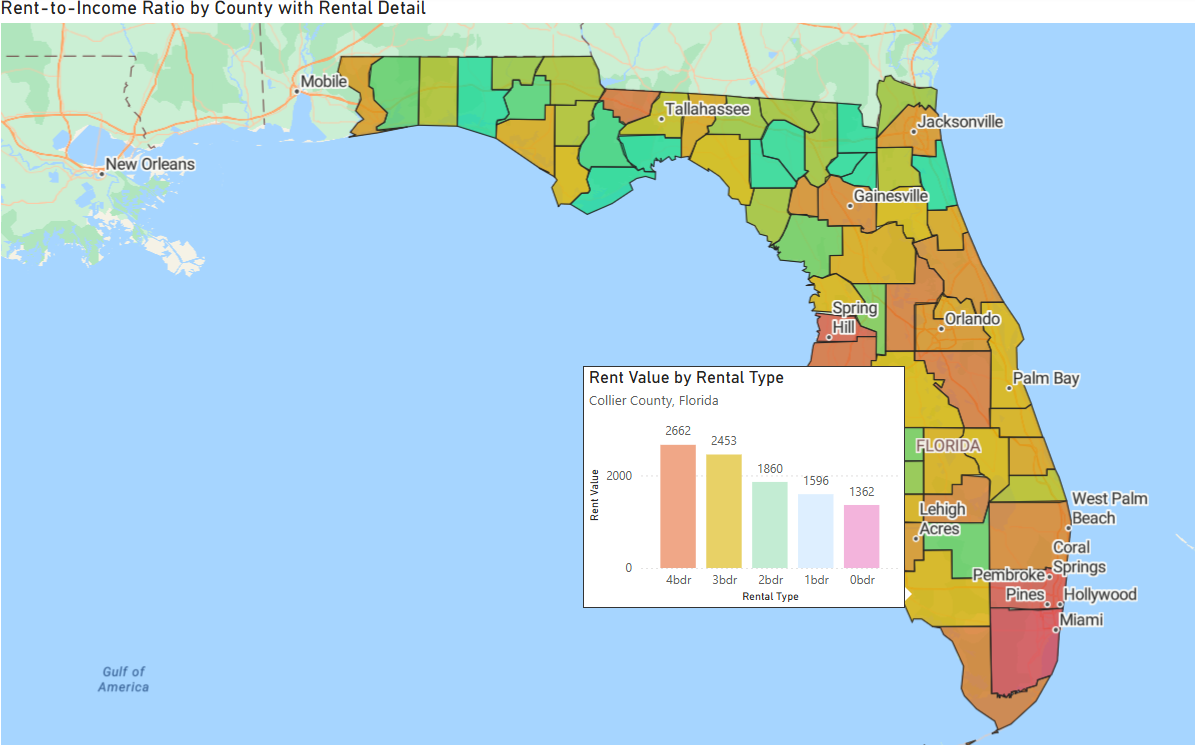 Rent-to-Income Ratio by County with Rental Detail
Mobile
Tallahassee
Jacksonville
New Orleans
Gainesville
Spring
Hill
Orlando
Rent Value by Rental Type
Collier County, Florida
2662
2453
1860
1596
1362
2000
0
Rent Value
4bdr 3bdr 2bdr 1bdr 0bdr
Rental Type
Palm Bay
FLORIDA
West Palm
Beach
Lehigh
Acres
Coral
Springs
Pembroke
Pines
Hollywood
Miami
Gulf of
America